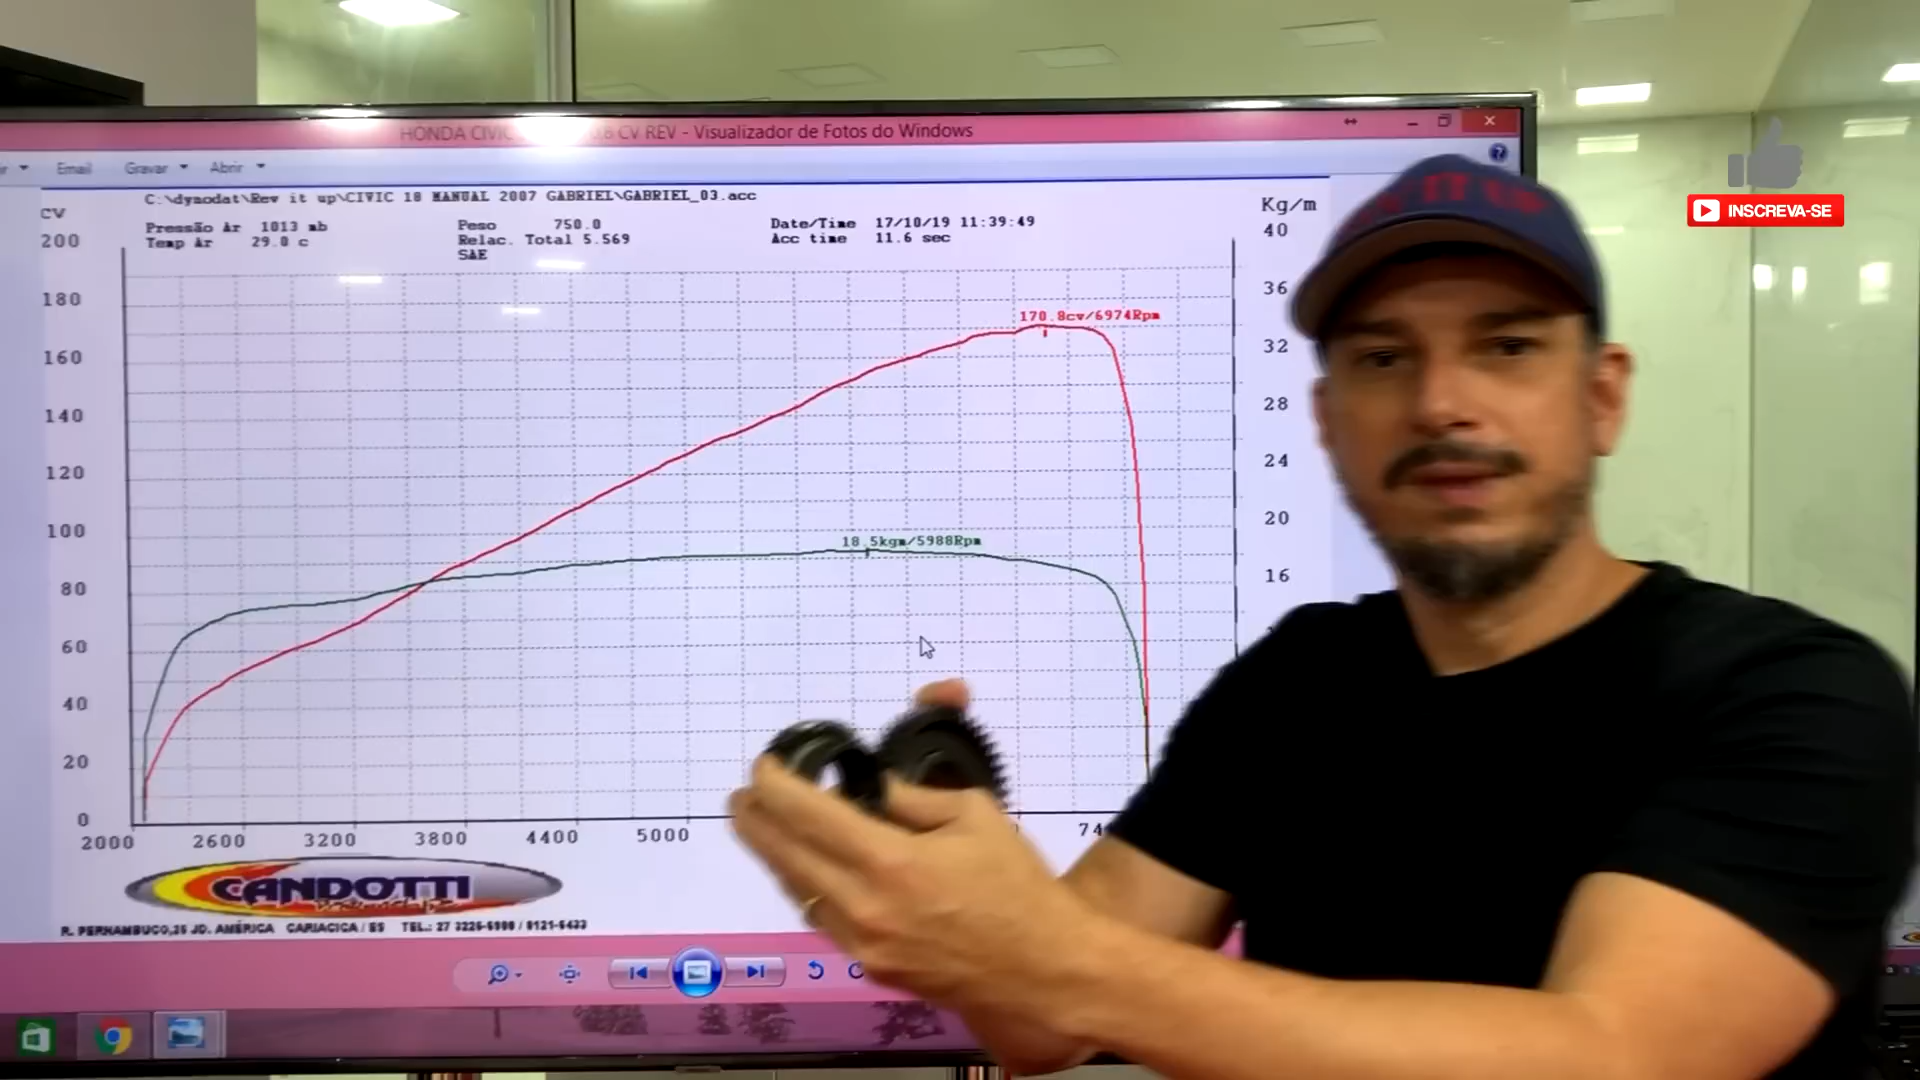 HONDA CIVIC CV REV - Visualizador de Fotos do Windows
Email Gravar Abrir
C:\dynodat\Rev it up\CIVIC 18 MANUAL 2007 GABRIEL\GABRIEL_03.acc
Pressão Ar 1013 mb Peso 750.0 Date/Time 17/10/19 11:39:49
Temp Ar 29.0 c Relac. Total 5.569 Acc time 11.6 sec
SAE
CV
200
180
160
140
120
100
80
60
40
20
0
Kg/m
40
36
32
28
24
20
16
170.8cv/6974Rpm
18.5kgm/5988Rpm
2000 2600 3200 3800 4400 5000
CANDOTTI
R. PERNAMBUCO,25 JD. AMÉRICA CARIACICA / ES
INSCREVA-SE